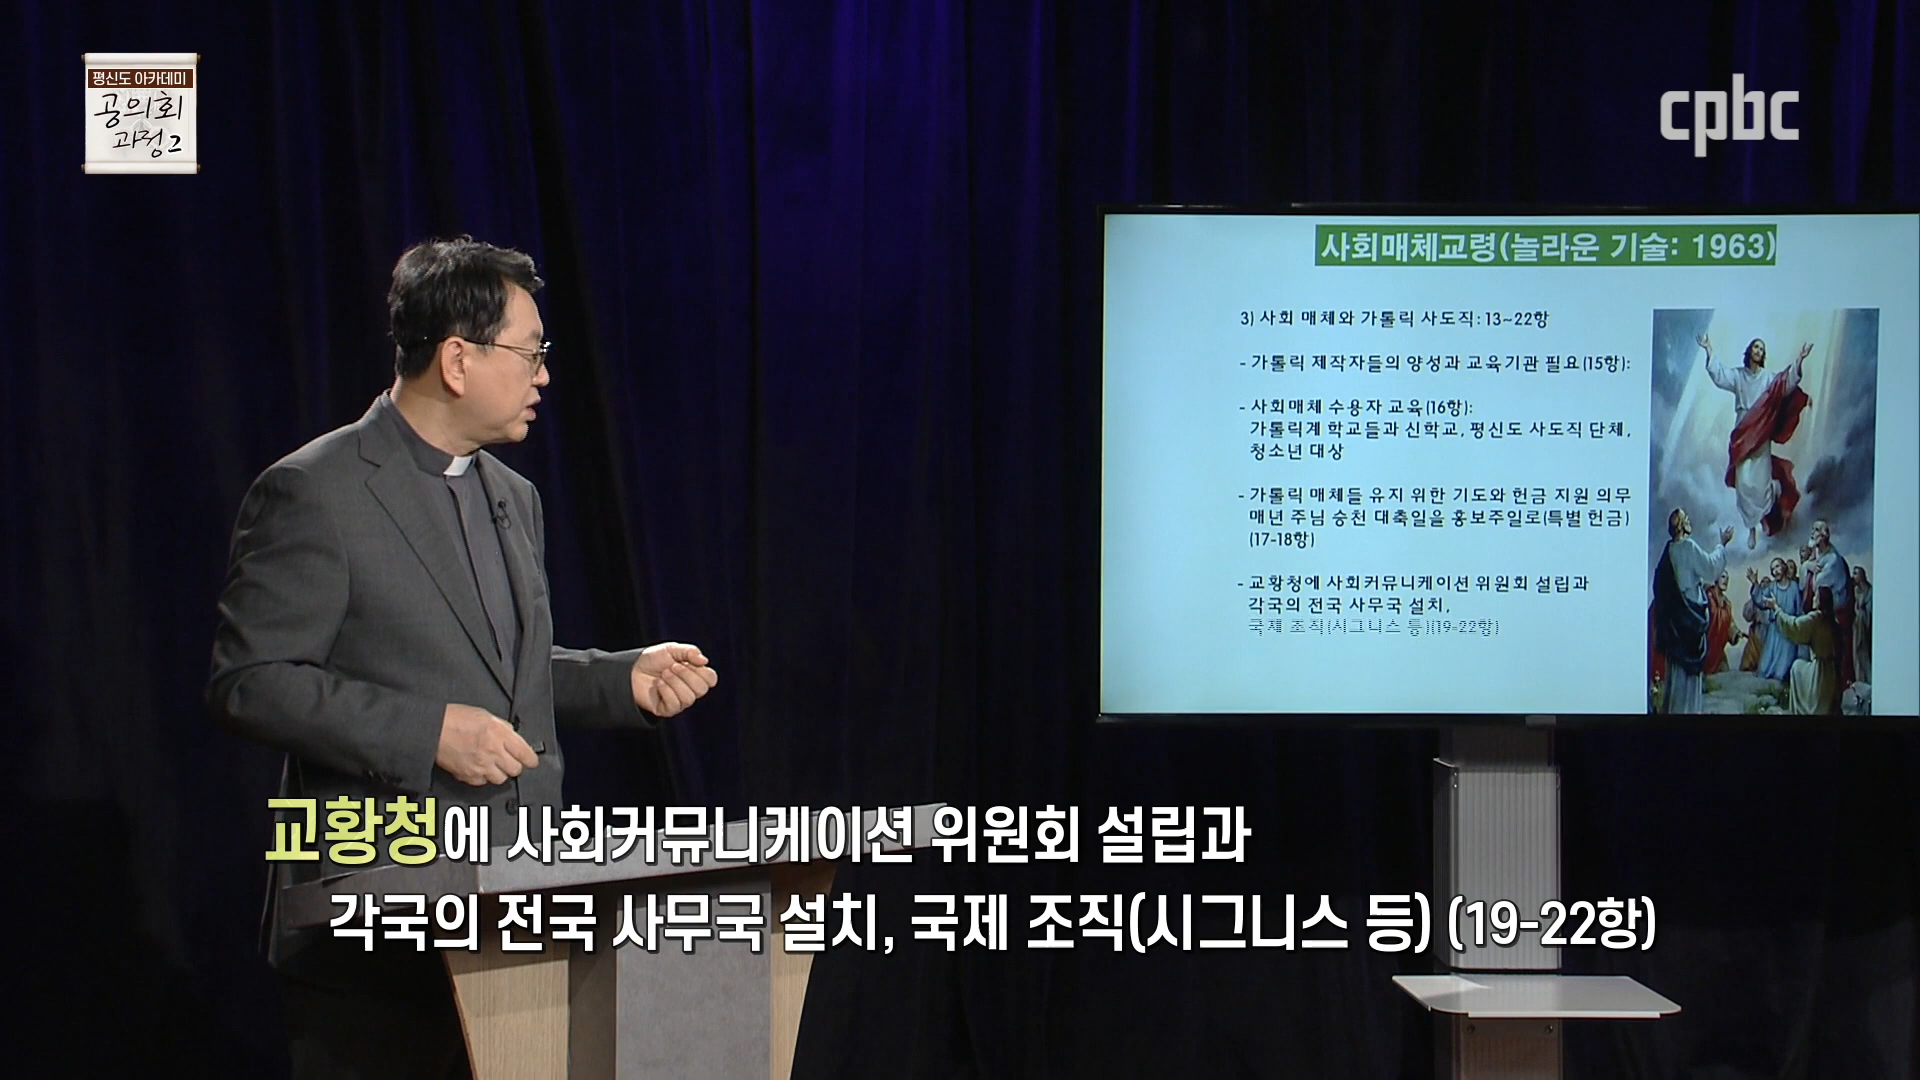 평신도 아카데미
공의회
과정2
cpbc
사회매체교령(놀라운 기술: 1963)
3) 사회 매체와 가톨릭 사도직: 13~22항
- 가톨릭 제작자들의 양성과 교육기관 필요(15항):
- 사회매체 수용자 교육(16항):
가톨릭계 학교들과 신학교, 평신도 사도직 단체,
청소년 대상
- 가톨릭 매체들 유지 위한 기도와 헌금 지원 의무
매년 주님 승천 대축일을 홍보주일로(특별 헌금)
(17-18항)
- 교황청에 사회커뮤니케이션 위원회 설립과
각국의 전국 사무국 설치,
국제 조직(시그니스 등)(19-22항)
교황청에 사회커뮤니케이션 위원회 설립과
각국의 전국 사무국 설치, 국제 조직(시그니스 등) (19-22항)